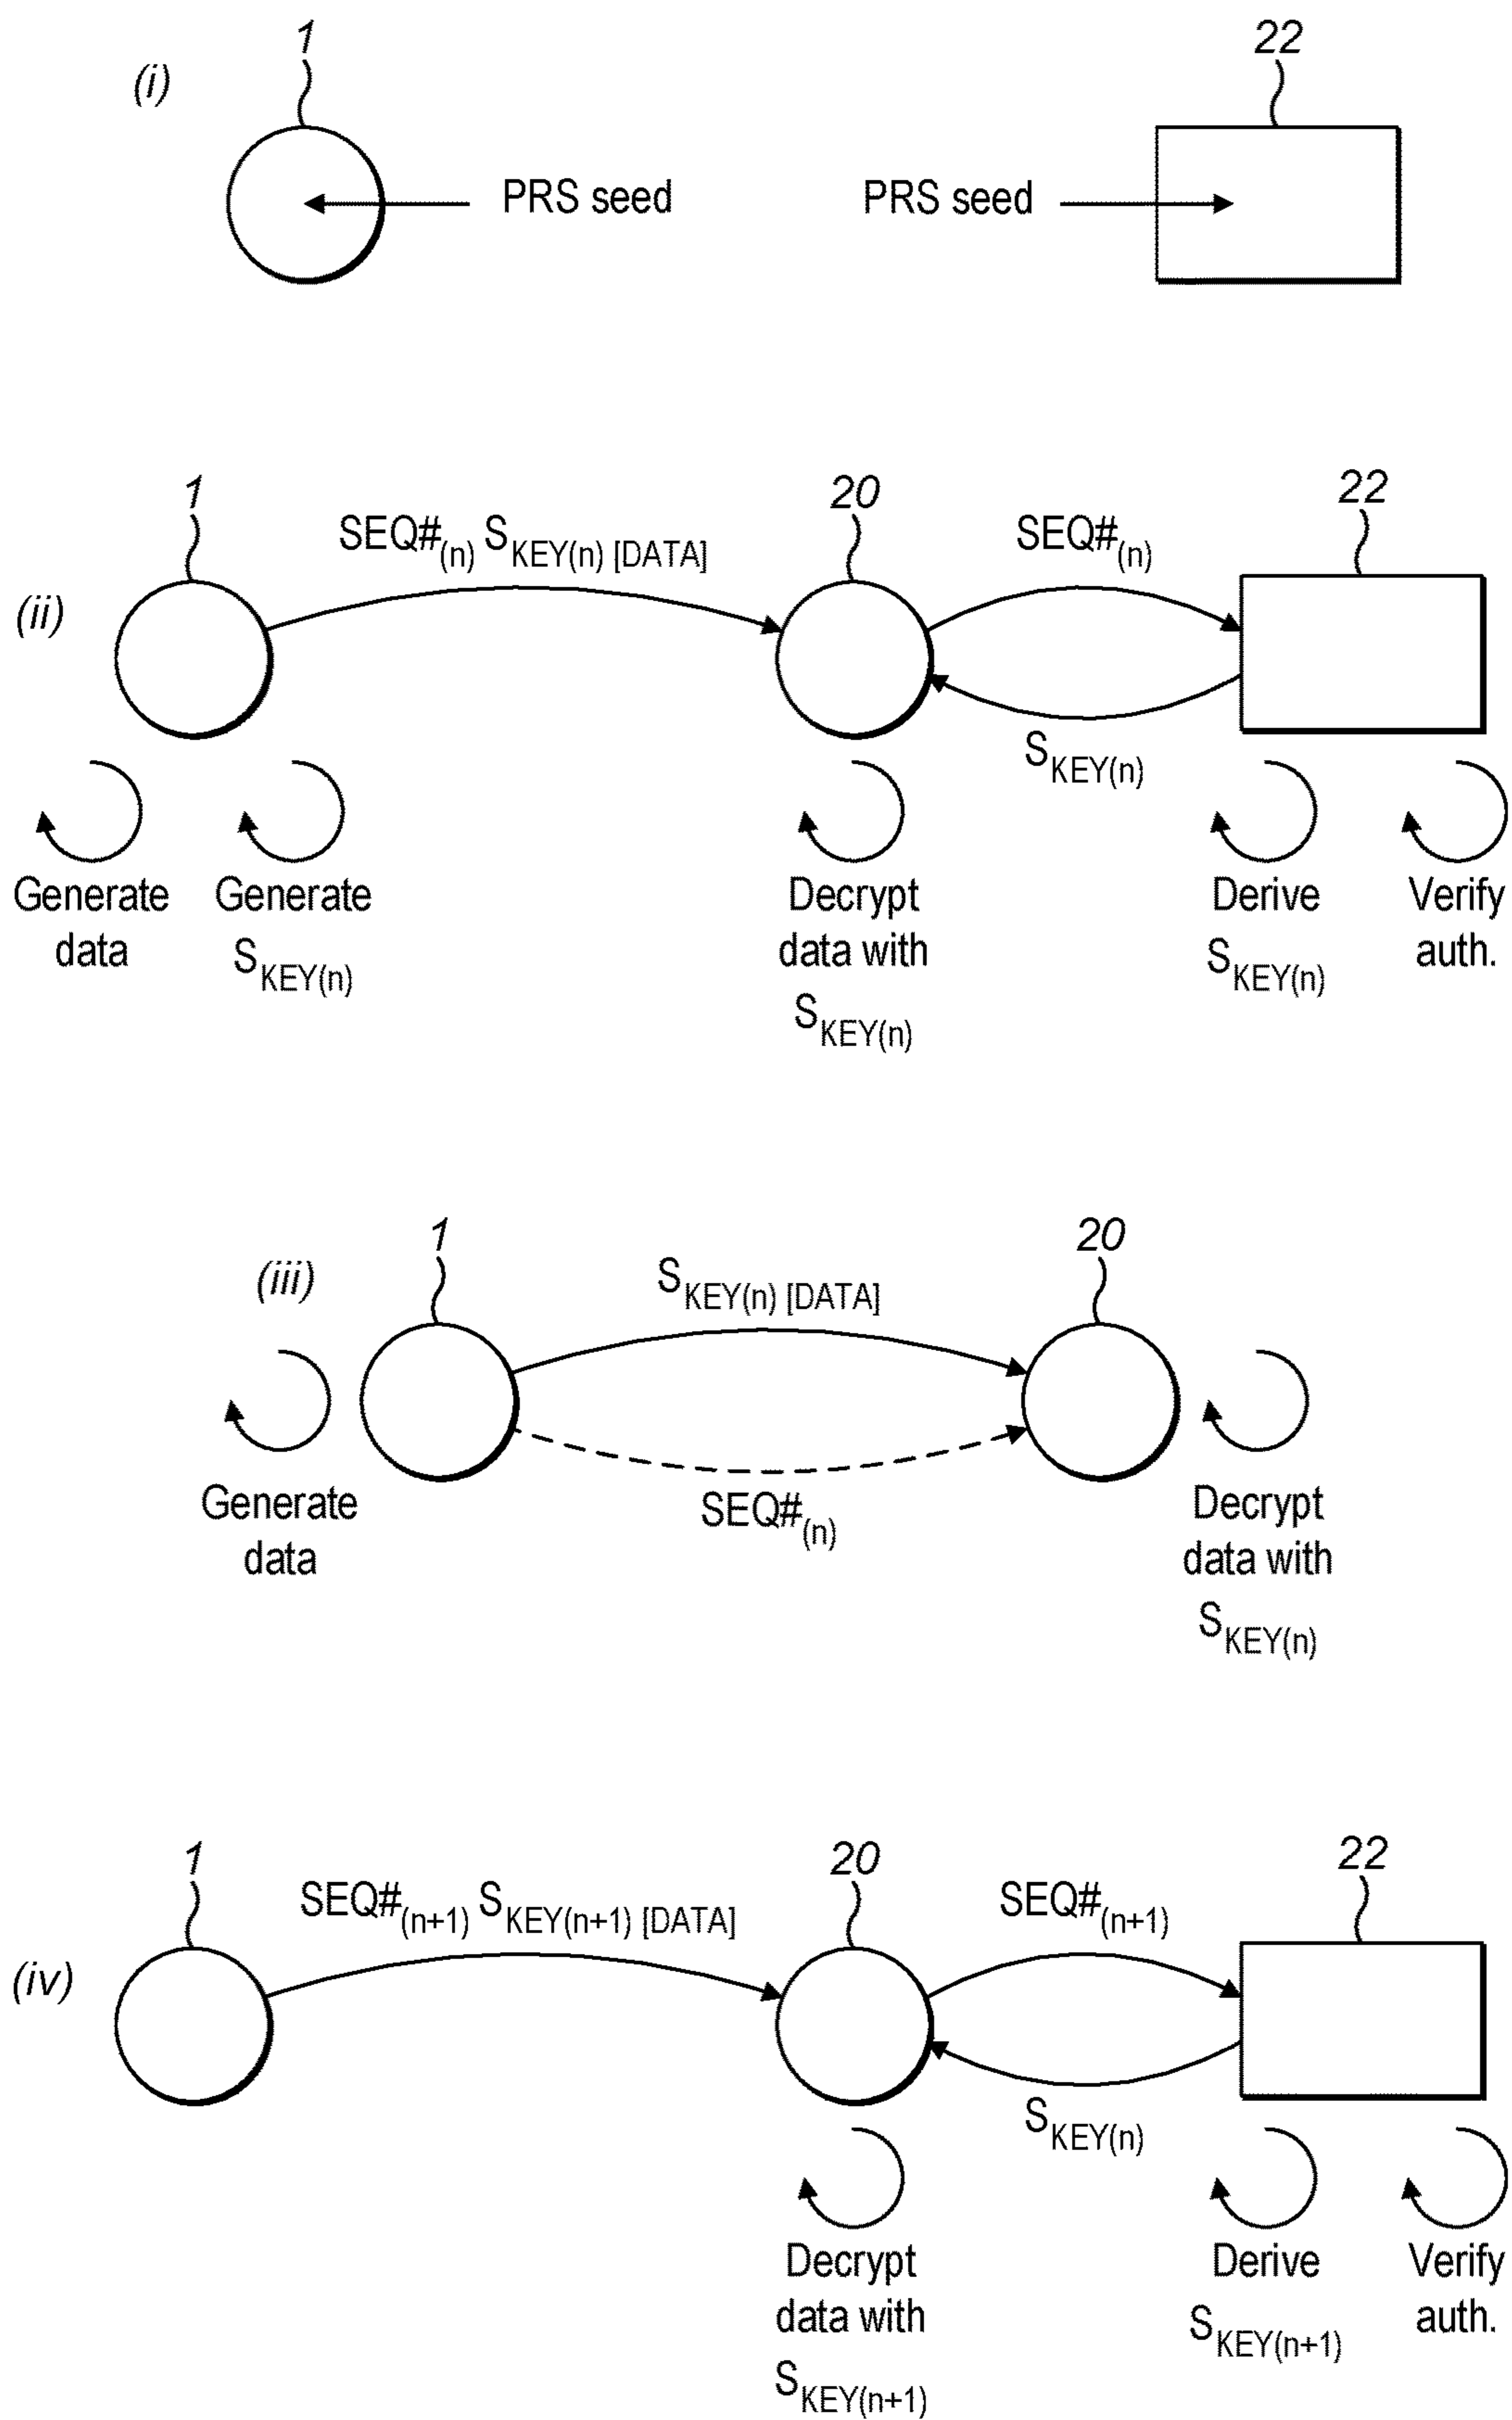 (i)
1
22
PRS seed
PRS seed
(ii)
1
20
22
SEQ#(n) SKEY(n) [DATA]
SEQ#(n)
SKEY(n)
Generate
data
Generate
SKEY(n)
Decrypt
data with
SKEY(n)
Derive
SKEY(n)
Verify
auth.
(iii)
1
20
SKEY(n) [DATA]
SEQ#(n)
Generate
data
Decrypt
data with
SKEY(n)
(iv)
1
20
22
SEQ#(n+1) SKEY(n+1) [DATA]
SEQ#(n+1)
SKEY(n)
Decrypt
data with
SKEY(n+1)
Derive
SKEY(n+1)
Verify
auth.